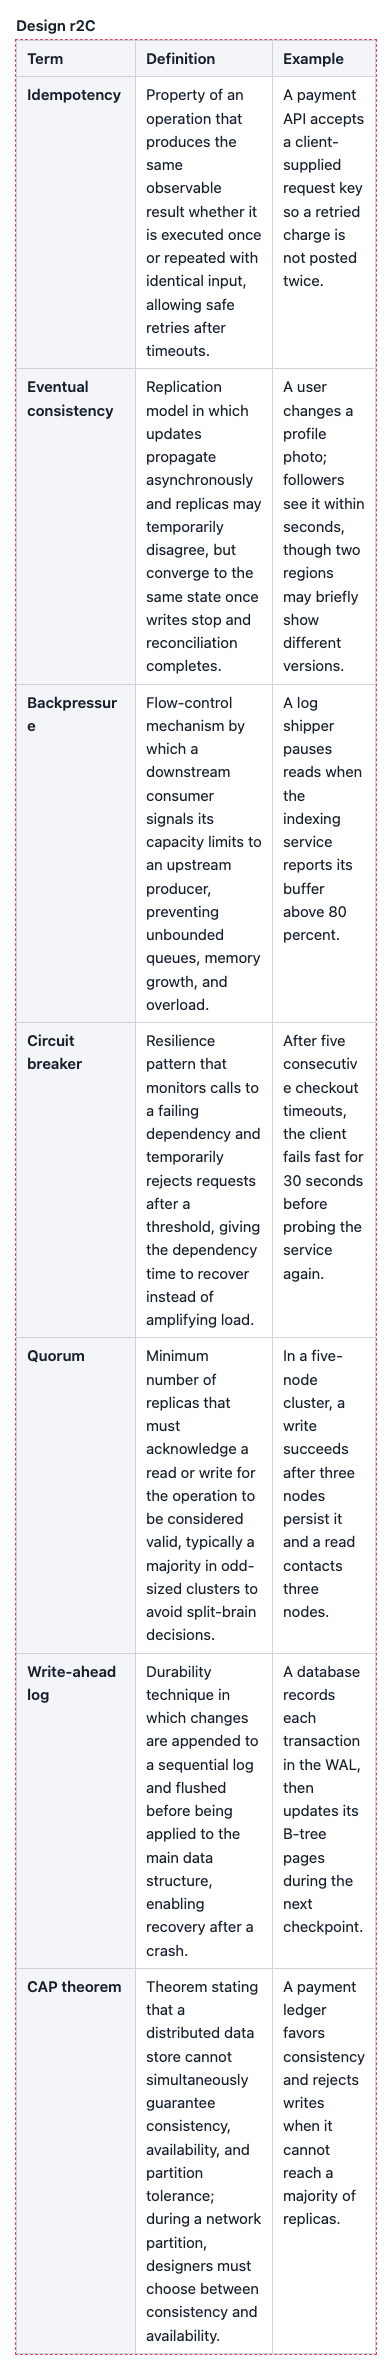 Design r2C
Term
Definition
Example
Idempotency
Property of an
operation that
produces the
same
observable
result whether it
is executed once
or repeated with
identical input,
allowing safe
retries after
timeouts.
A payment
API accepts
a client-
supplied
request key
so a retried
charge is
not posted
twice.
Eventual
consistency
Replication
model in which
updates
propagate
asynchronously
and replicas may
temporarily
disagree, but
converge to the
same state once
writes stop and
reconciliation
completes.
A user
changes a
profile
photo;
followers
see it within
seconds,
though two
regions
may briefly
show
different
versions.
Backpressur
e
Flow-control
mechanism by
which a
downstream
consumer
signals its
capacity limits to
an upstream
producer,
preventing
unbounded
queues, memory
growth, and
overload.
A log
shipper
pauses
reads when
the
indexing
service
reports its
buffer
above 80
percent.
Circuit
breaker
Resilience
pattern that
monitors calls to
a failing
dependency and
temporarily
rejects requests
after a
threshold, giving
the dependency
time to recover
instead of
amplifying load.
After five
consecutiv
e checkout
timeouts,
the client
fails fast for
30 seconds
before
probing the
service
again.
Quorum
Minimum
number of
replicas that
must
acknowledge a
read or write for
the operation to
be considered
valid, typically a
majority in odd-
sized clusters to
avoid split-brain
decisions.
In a five-
node
cluster, a
write
succeeds
after three
nodes
persist it
and a read
contacts
three
nodes.
Write-ahead
log
Durability
technique in
which changes
are appended to
a sequential log
and flushed
before being
applied to the
main data
structure,
enabling
recovery after a
crash.
A database
records
each
transaction
in the WAL,
then
updates its
B-tree
pages
during the
next
checkpoint.
CAP theorem
Theorem stating
that a
distributed data
store cannot
simultaneously
guarantee
consistency,
availability, and
partition
tolerance;
during a network
partition,
designers must
choose between
consistency and
availability.
A payment
ledger
favors
consistency
and rejects
writes
when it
cannot
reach a
majority of
replicas.